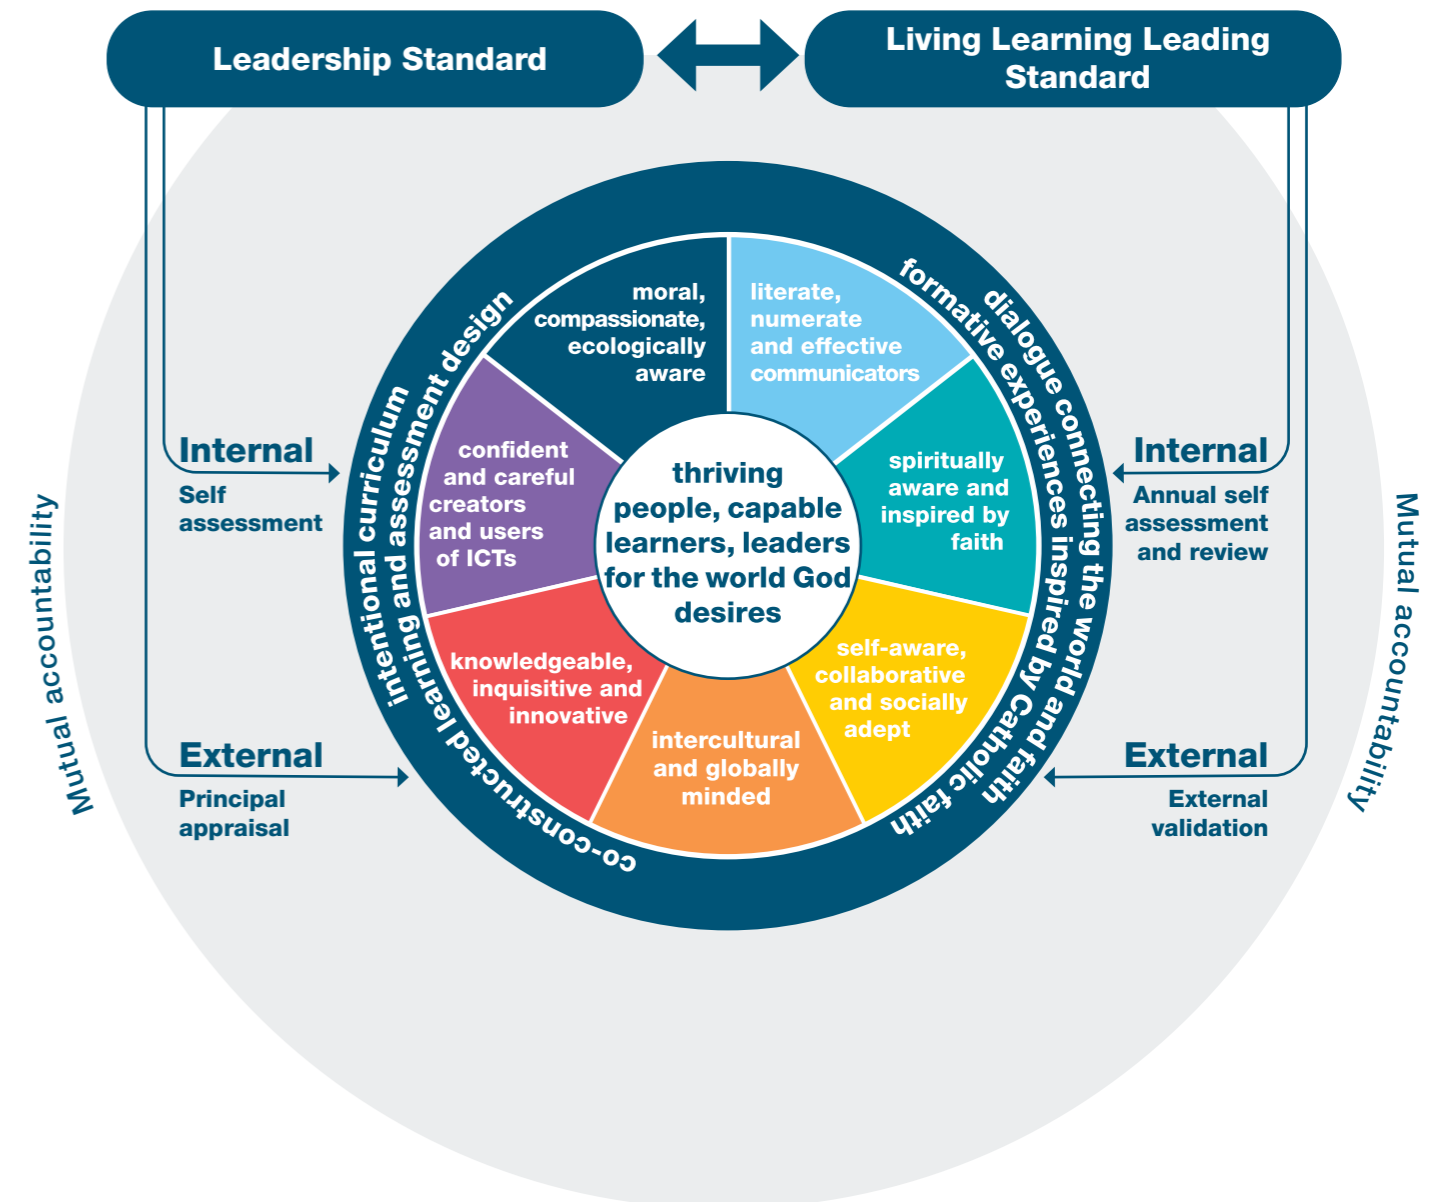 Leadership Standard
Living Learning Leading
Standard
moral,
compassionate,
ecologically
aware
literate,
numerate
and effective
communicators
spiritually
aware and
inspired by
faith
self-aware,
collaborative
and socially
adept
intercultural
and globally
minded
knowledgeable,
inquisitive and
innovative
confident
and careful
creators
and users
of ICTs
thriving
people, capable
learners, leaders
for the world God
desires
intentional curriculum
co-constructed learning and assessment design
dialogue connecting the world and faith
formative experiences inspired by Catholic faith
Internal
Self
assessment
External
Principal
appraisal
Internal
Annual self
assessment
and review
External
External
validation
Mutual accountability
Mutual accountability